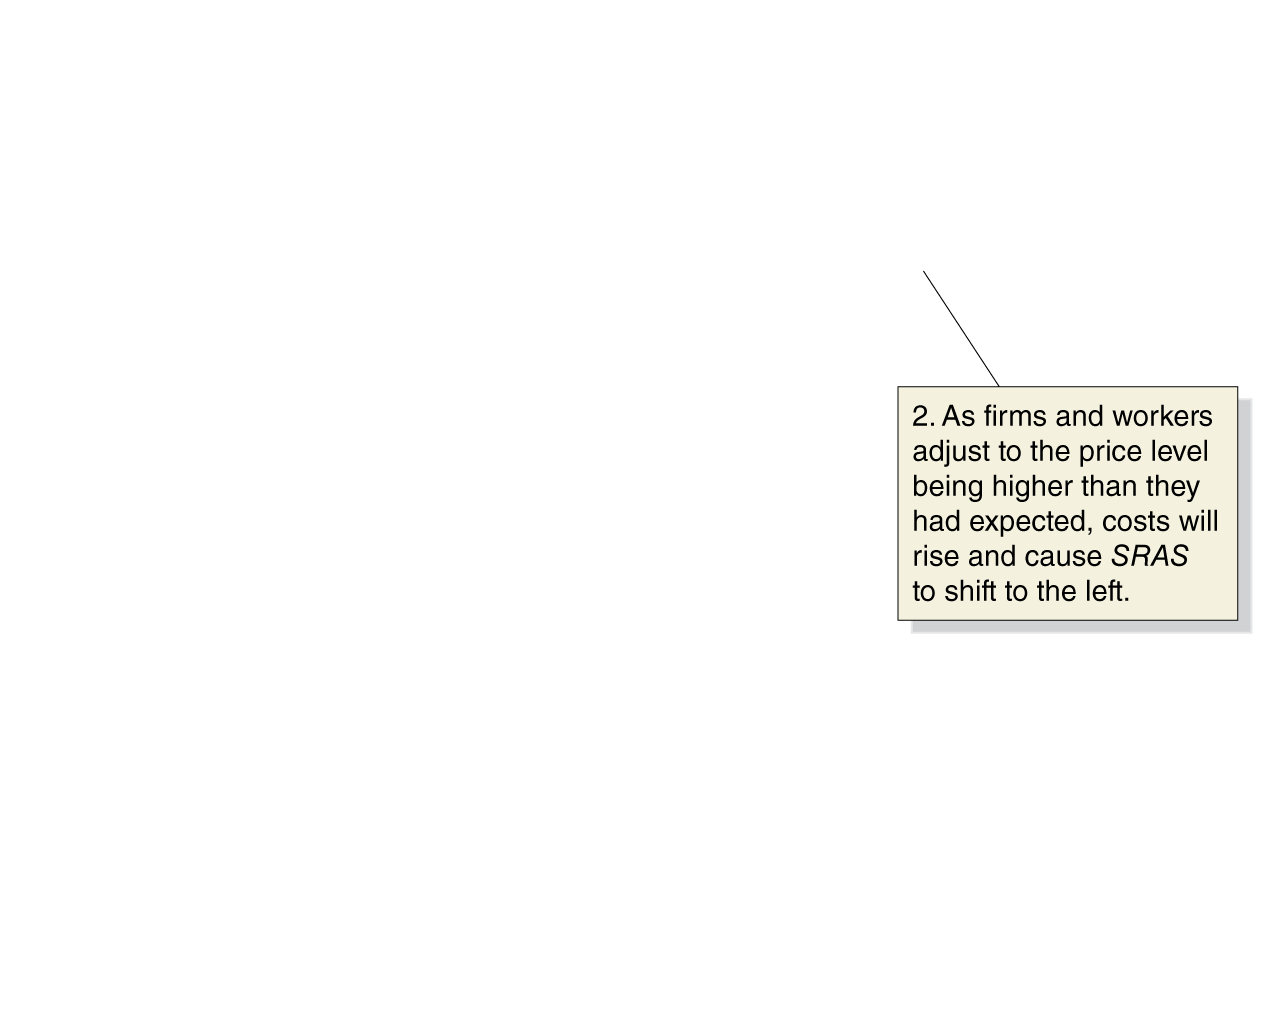 2. As firms and workers
adjust to the price level
being higher than they
had expected, costs will
rise and cause SRAS
to shift to the left.